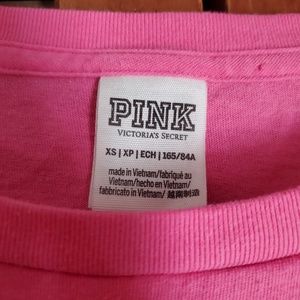 PINK
VICTORIA'S SECRET
XS | XP | ECH | 165/84A
made in Vietnam/fabriqué au
Vietnam/hecho en Vietnam/
fabbricato in Vietnam/ 越南制造